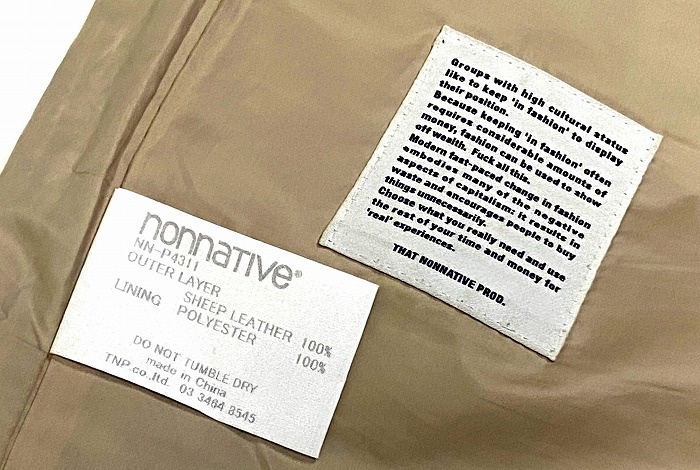 nonnative®
NN-P4311
OUTER LAYER
SHEEP LEATHER 100%
LINING POLYESTER 100%
DO NOT TUMBLE DRY
made in China
TNP.co.,ltd. 03 3464 8545
Groups with high cultural status
like to keep 'in fashion' to display
their position.
Because keeping 'in fashion' often
requires considerable amounts of
money, fashion can be used to show
off wealth. Fuck all this.
Modern fast-paced change in fashion
embodies many of the negative
aspects of capitalism: it results in
waste and encourages people to buy
things unnecessarily.
Choose what you really need and use
the rest of your time and money for
'real' experiences.
THAT NONNATIVE PROD.